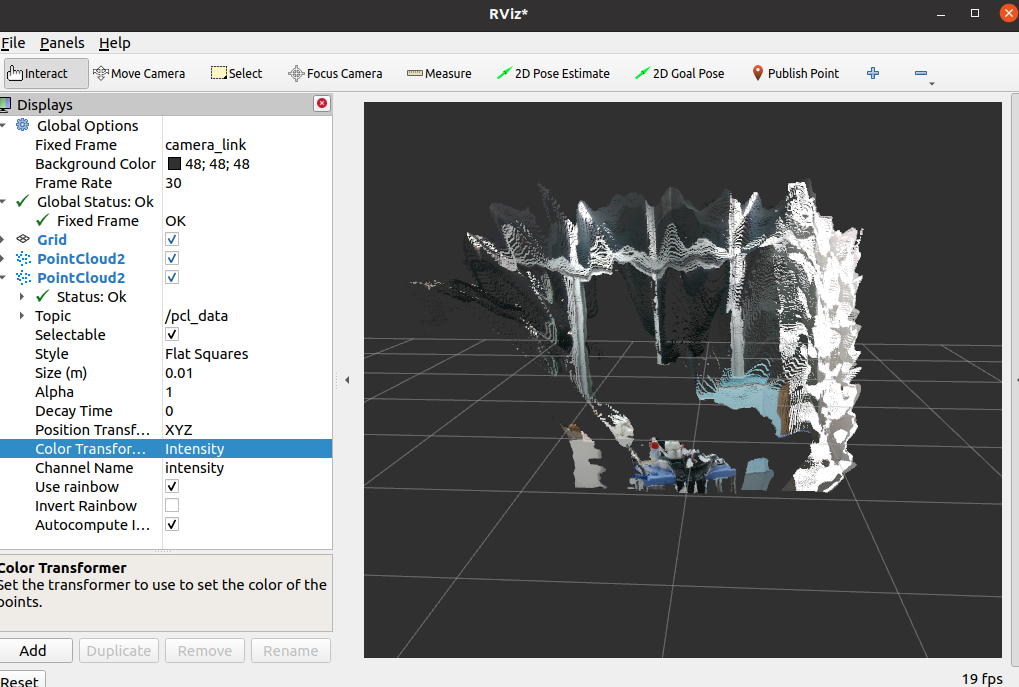 RViz*
File Panels Help
Interact Move Camera Select Focus Camera Measure 2D Pose Estimate 2D Goal Pose Publish Point
Displays
Global Options
Fixed Frame camera_link
Background Color 48; 48; 48
Frame Rate 30
Global Status: Ok
Fixed Frame OK
Grid
PointCloud2
PointCloud2
Status: Ok
Topic /pcl_data
Selectable
Style Flat Squares
Size (m) 0.01
Alpha 1
Decay Time 0
Position Transf... XYZ
Color Transfor... Intensity
Channel Name intensity
Use rainbow
Invert Rainbow
Autocompute I...
Color Transformer
Set the transformer to use to set the color of the
points.
Add Duplicate Remove Rename
Reset
19 fps